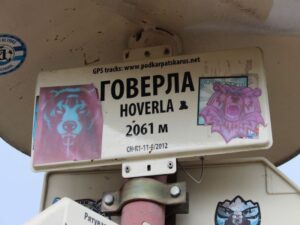 GPS tracks: www.podkarpatskarus.net
ГОВЕРЛА
HOVERLA
2061 м